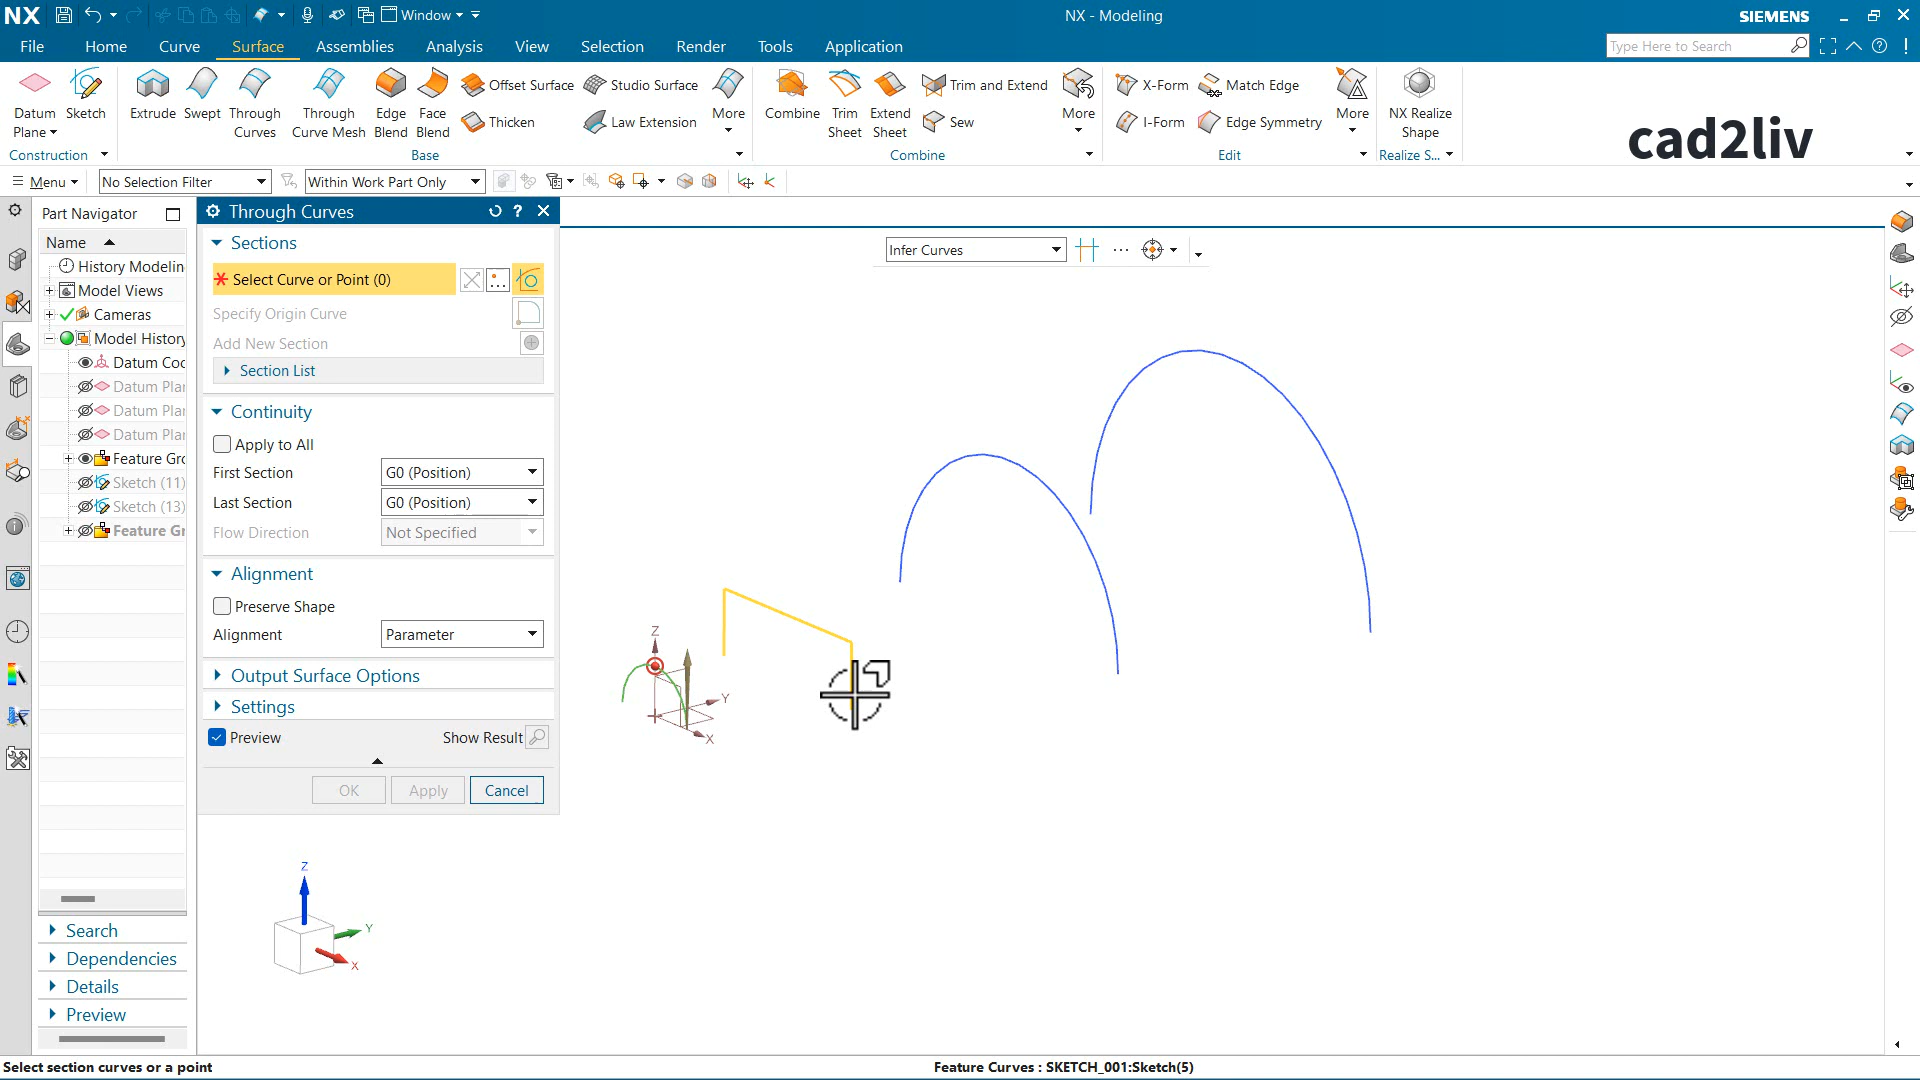 NX
Window
NX - Modeling
SIEMENS
File
Home
Curve
Surface
Assemblies
Analysis
View
Selection
Render
Tools
Application
Type Here to Search
Datum
Plane
Sketch
Extrude
Swept
Through
Curves
Through
Curve Mesh
Edge
Blend
Face
Blend
Offset Surface
Thicken
Studio Surface
Law Extension
More
Combine
Trim
Sheet
Extend
Sheet
Trim and Extend
Sew
More
X-Form
I-Form
Match Edge
Edge Symmetry
More
NX Realize
Shape
cad2liv
Construction
Base
Combine
Edit
Realize S...
Menu
No Selection Filter
Within Work Part Only
Part Navigator
Name
History Modelin
Model Views
Cameras
Model History
Datum Coo
Datum Plan
Datum Plan
Datum Plan
Feature Gro
Sketch (11)
Sketch (13)
Feature Gr
Search
Dependencies
Details
Preview
Through Curves
Sections
* Select Curve or Point (0)
Specify Origin Curve
Add New Section
Section List
Continuity
Apply to All
First Section
G0 (Position)
Last Section
G0 (Position)
Flow Direction
Not Specified
Alignment
Preserve Shape
Alignment
Parameter
Output Surface Options
Settings
Preview
Show Result
OK
Apply
Cancel
Infer Curves
Z
Y
X
Z
Y
X
Select section curves or a point
Feature Curves : SKETCH_001:Sketch(5)